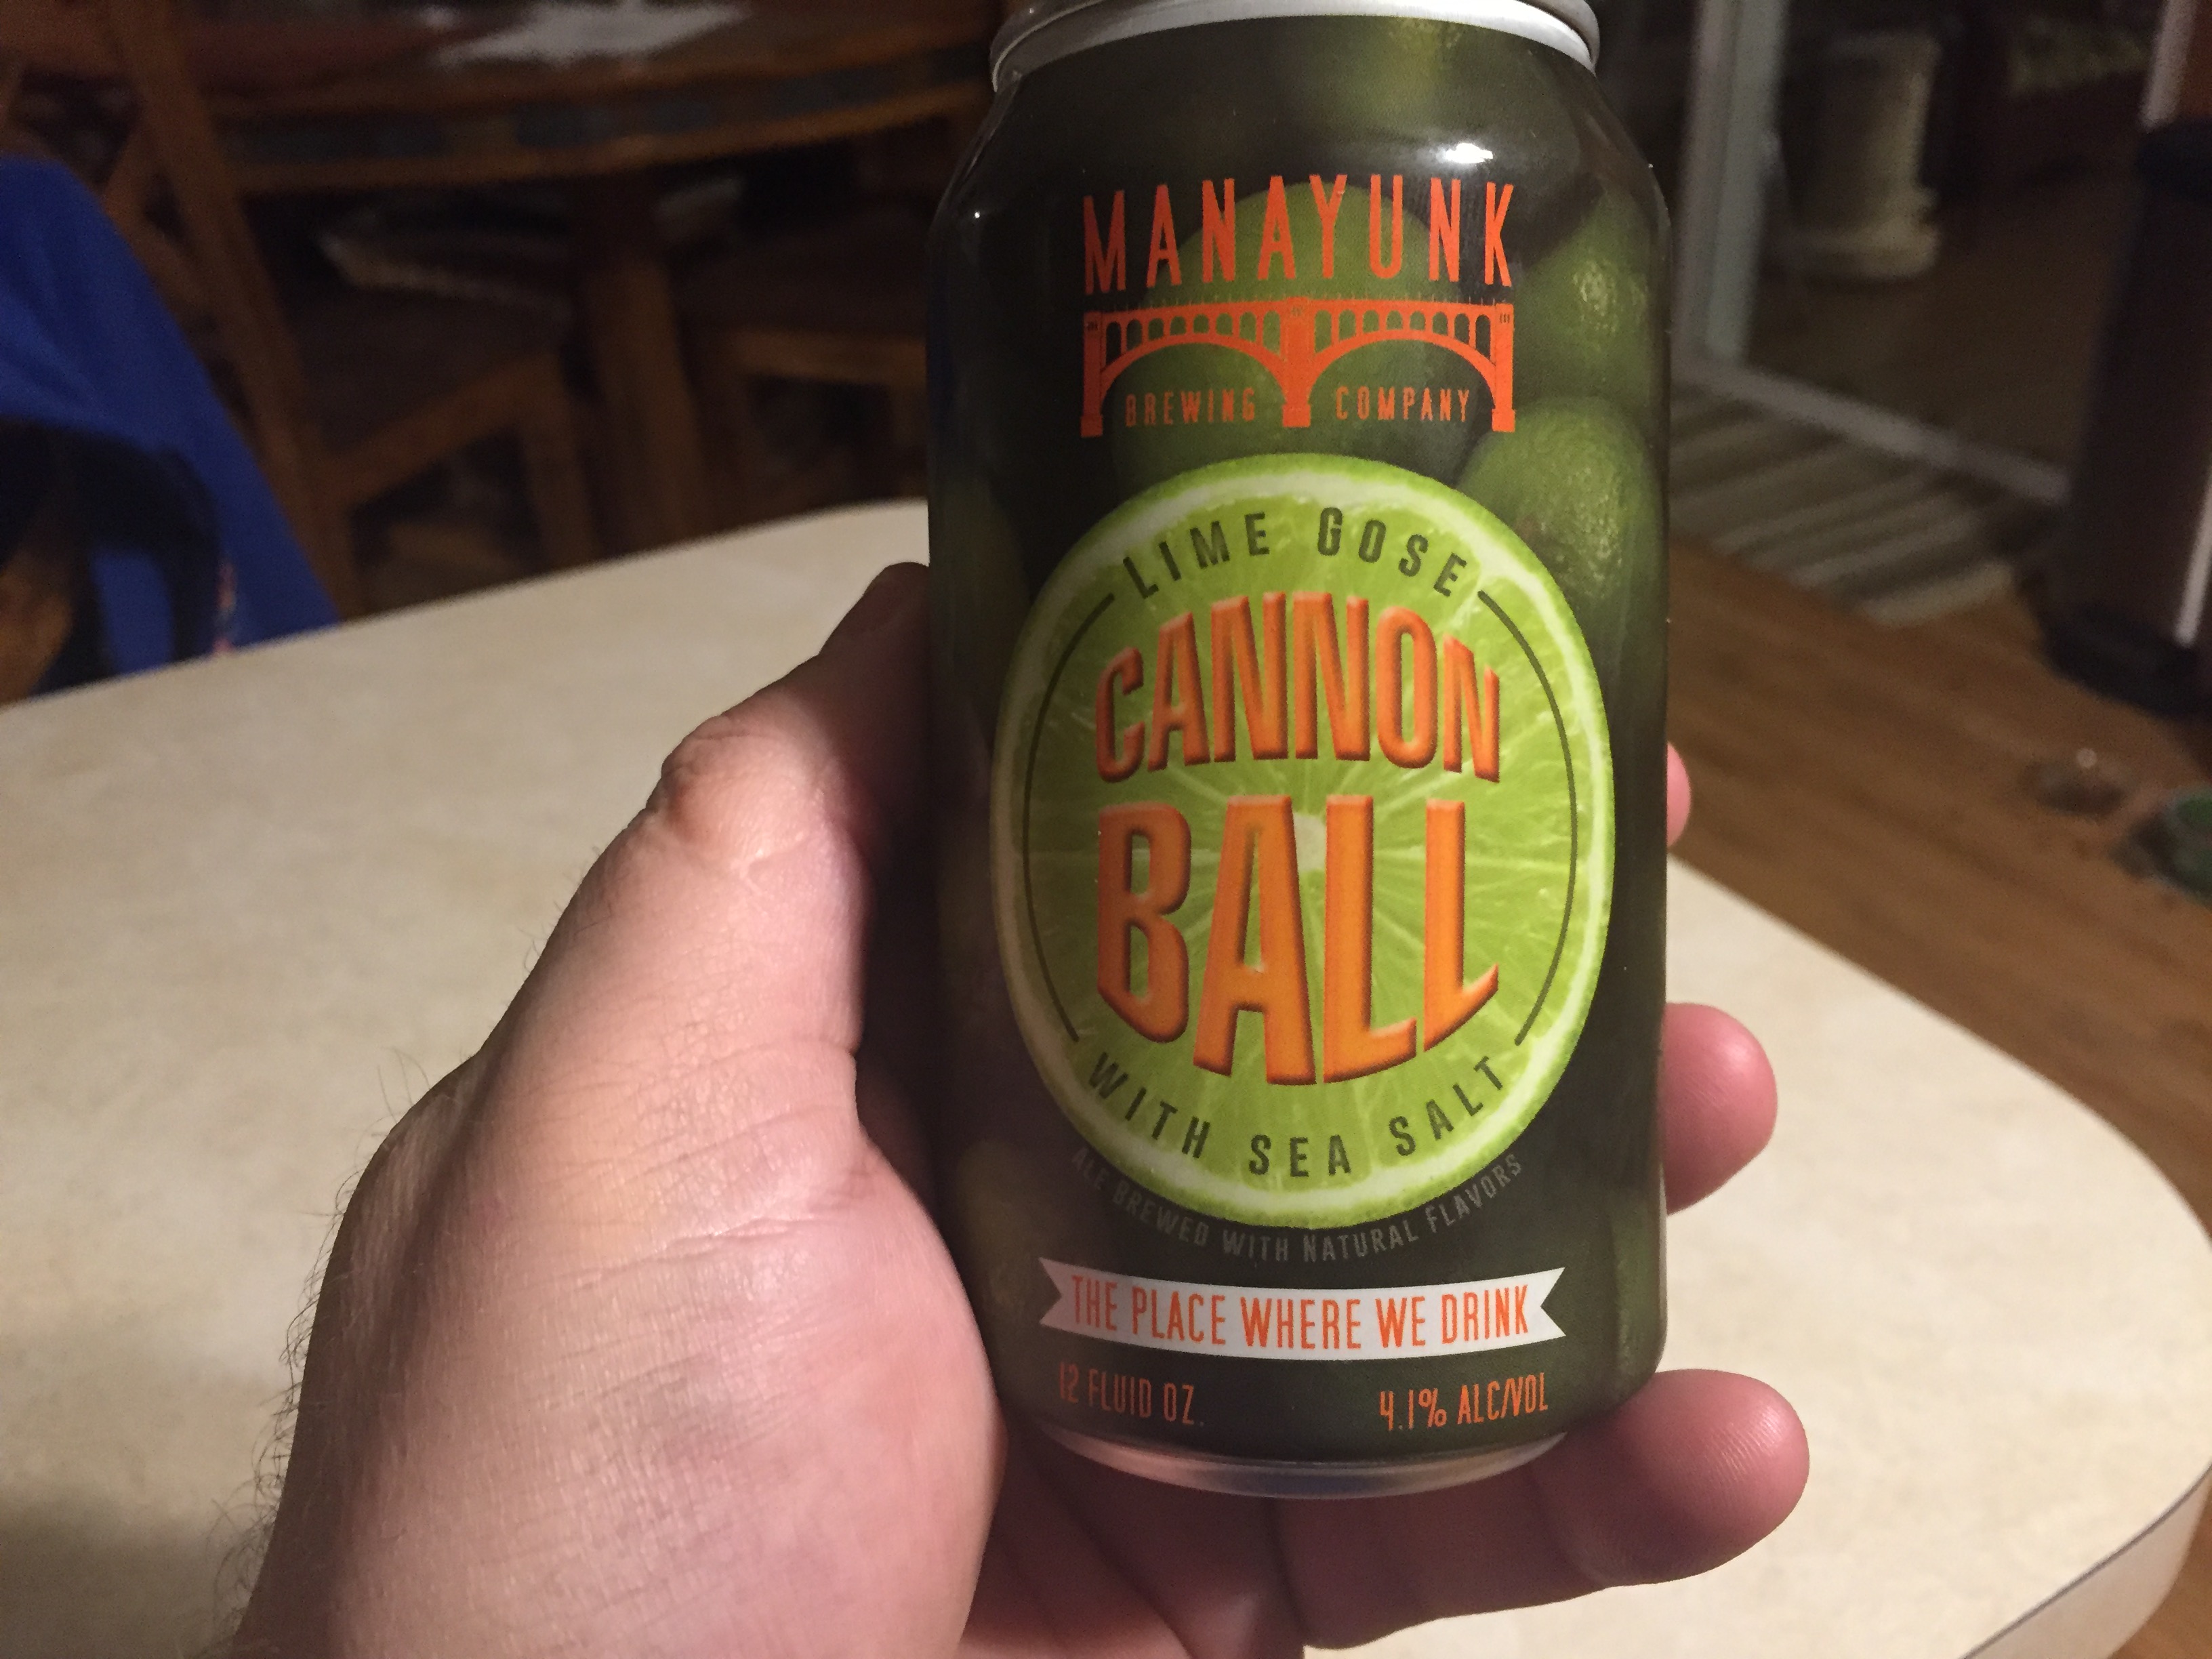 MANAYUNK
BREWING COMPANY
LIME GOSE
CANNON
BALL
WITH SEA SALT
ALE BREWED WITH NATURAL FLAVORS
THE PLACE WHERE WE DRINK
12 FLUID OZ.
4.1% ALC/VOL